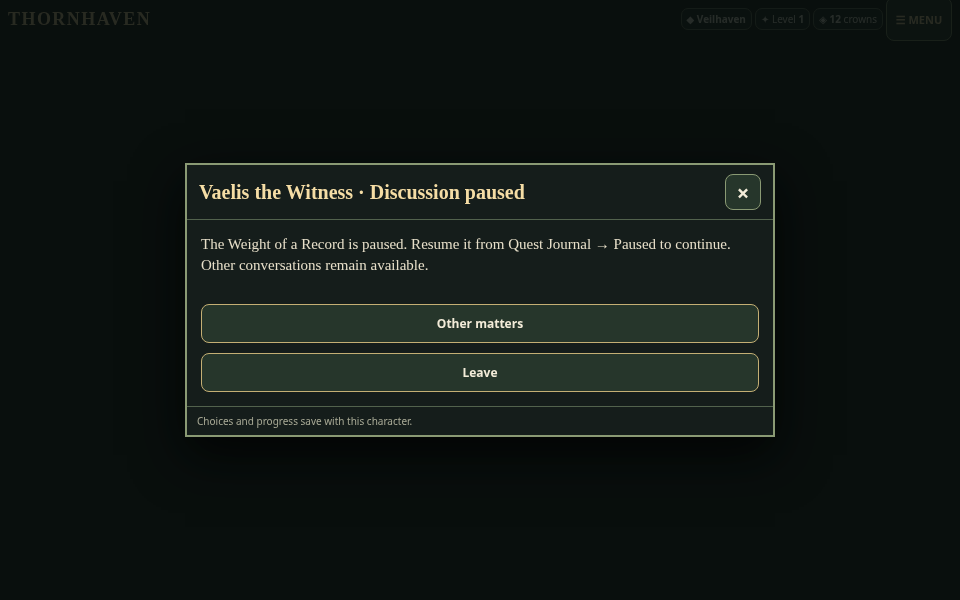 THORNHAVEN
◆ Veilhaven ✦ Level 1 ◈ 12 crowns ☰ MENU
Vaelis the Witness · Discussion paused
×
The Weight of a Record is paused. Resume it from Quest Journal → Paused to continue.
Other conversations remain available.
Other matters
Leave
Choices and progress save with this character.